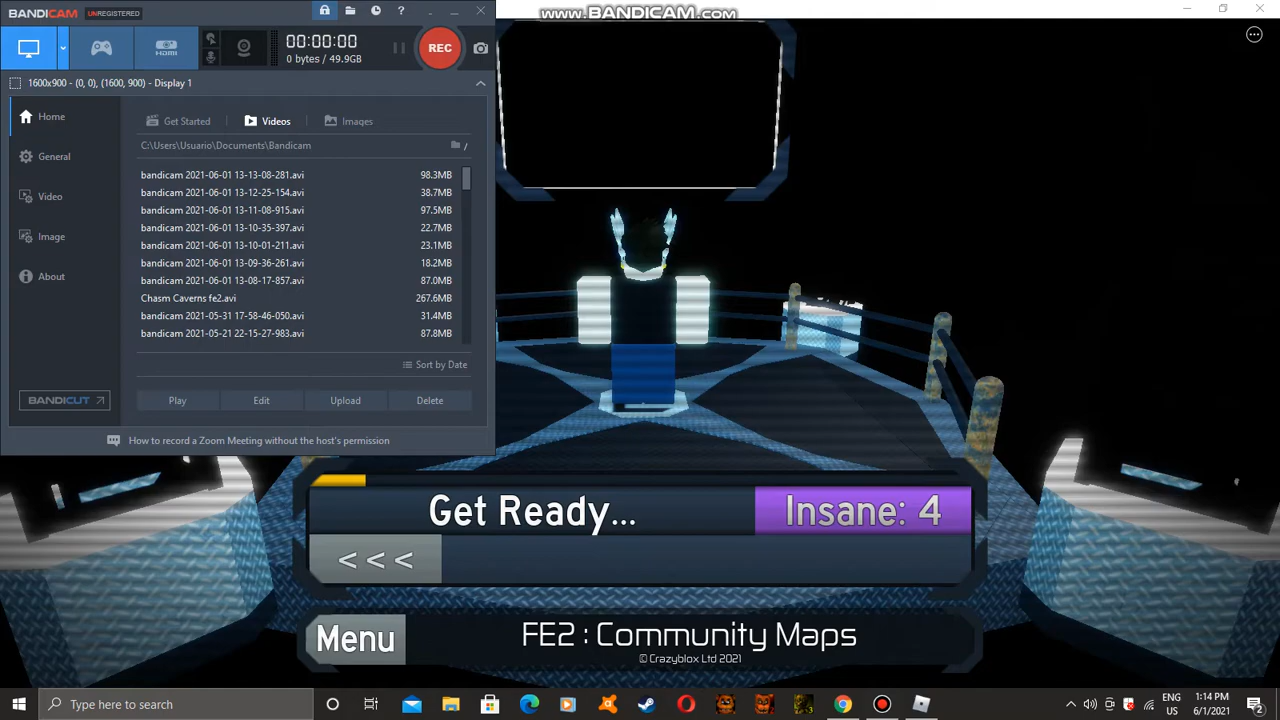 BANDICAM UNREGISTERED
www.BANDICAM.com
HDMI
00:00:00
0 bytes / 49.9GB
REC
1600x900 - (0, 0), (1600, 900) - Display 1
Home
General
Video
Image
About
BANDICUT
Get Started
Videos
Images
C:\Users\Usuario\Documents\Bandicam
/
bandicam 2021-06-01 13-13-08-281.avi 98.3MB
bandicam 2021-06-01 13-12-25-154.avi 38.7MB
bandicam 2021-06-01 13-11-08-915.avi 97.5MB
bandicam 2021-06-01 13-10-35-397.avi 22.7MB
bandicam 2021-06-01 13-10-01-211.avi 23.1MB
bandicam 2021-06-01 13-09-36-261.avi 18.2MB
bandicam 2021-06-01 13-08-17-857.avi 87.0MB
Chasm Caverns fe2.avi 267.6MB
bandicam 2021-05-31 17-58-46-050.avi 31.4MB
bandicam 2021-05-21 22-15-27-983.avi 87.8MB
Sort by Date
Play Edit Upload Delete
How to record a Zoom Meeting without the host's permission
Get Ready... Insane: 4
<<<
Menu
FE2 : Community Maps
© Crazyblox Ltd 2021
Type here to search
ENG
US
1:14 PM
6/1/2021
2